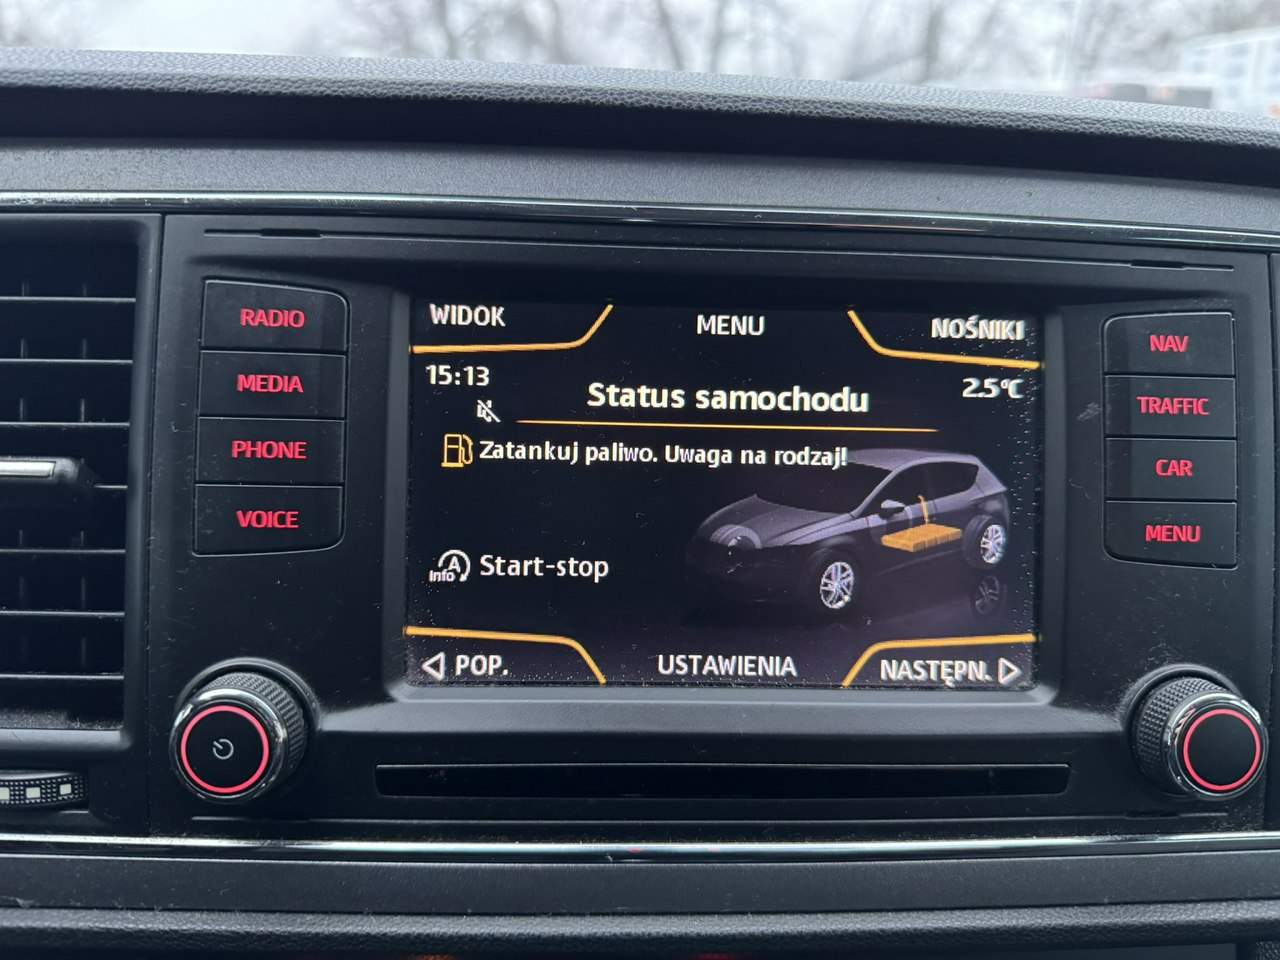 RADIO
MEDIA
PHONE
VOICE
WIDOK
MENU
NOŚNIKI
15:13
Status samochodu
2.5°C
Zatankuj paliwo. Uwaga na rodzaj!
A
Info
Start-stop
POP.
USTAWIENIA
NASTĘPN.
NAV
TRAFFIC
CAR
MENU